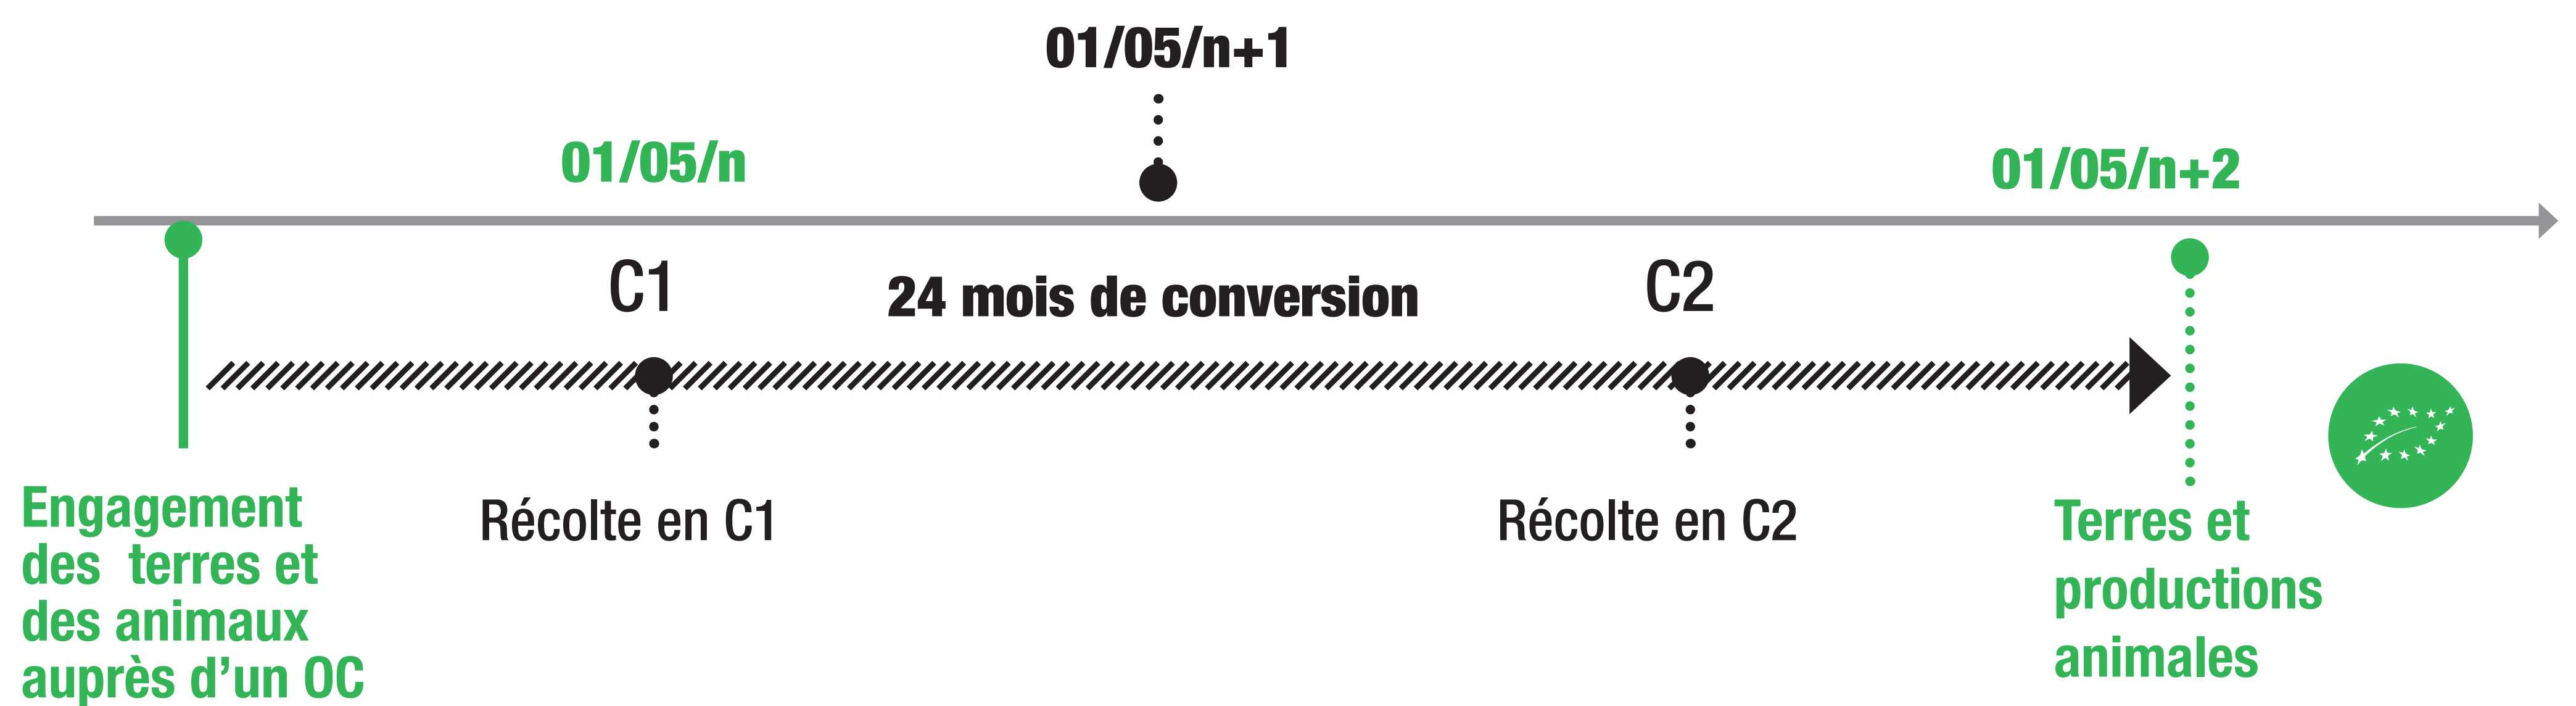 01/05/n+1
01/05/n
01/05/n+2
C1
24 mois de conversion
C2
Engagement
des terres et
des animaux
auprès d’un OC
Récolte en C1
Récolte en C2
Terres et
productions
animales